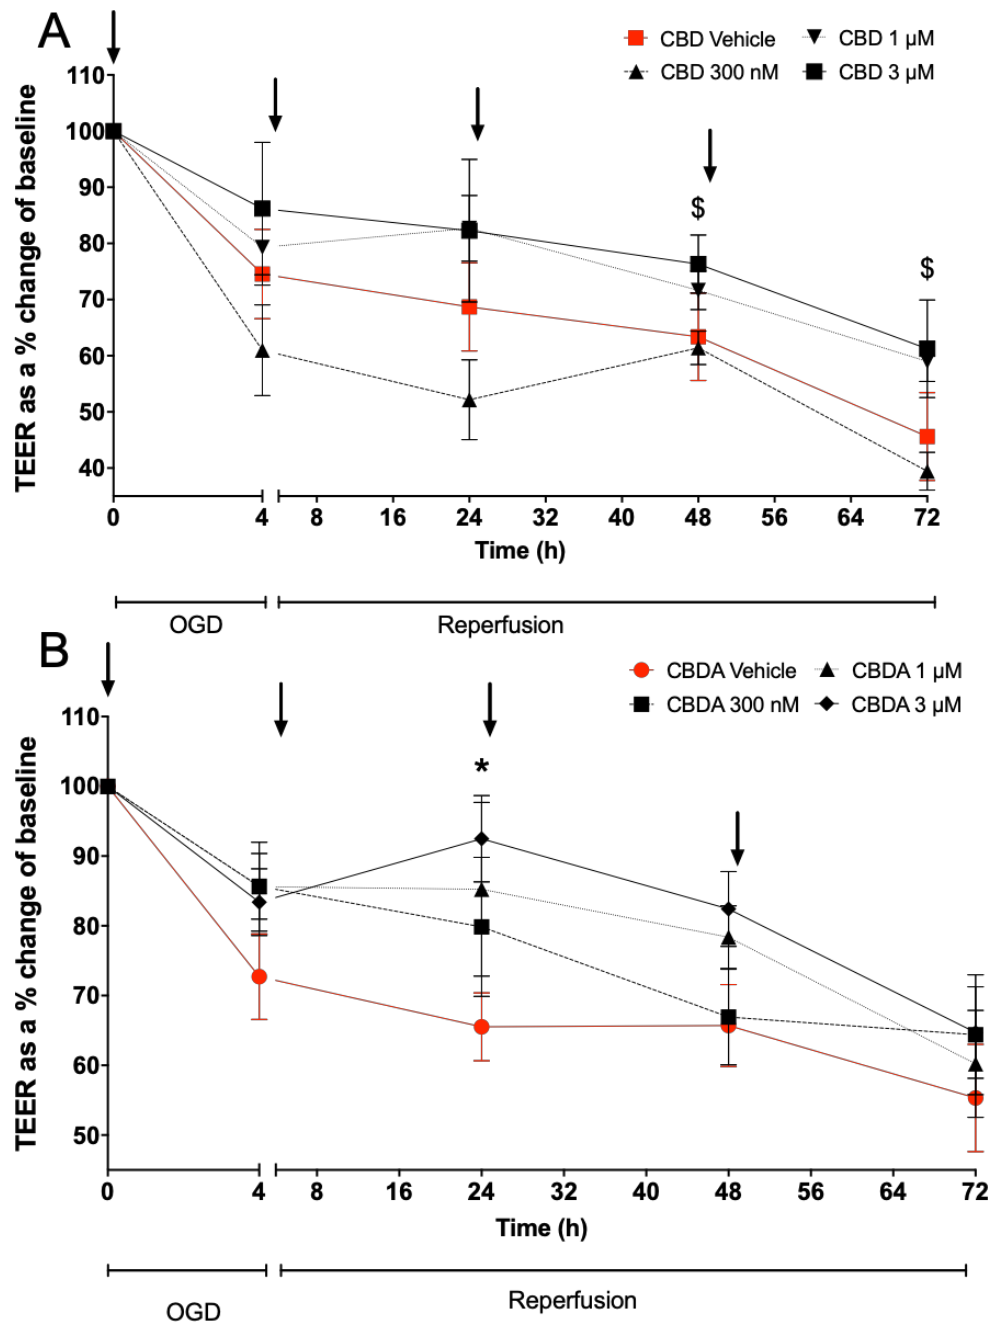 A
CBD Vehicle
CBD 1 µM
CBD 300 nM
CBD 3 µM
TEER as a % change of baseline
110
100
90
80
70
60
50
40
$
$
0 4 8 16 24 32 40 48 56 64 72
Time (h)
OGD
Reperfusion
B
CBDA Vehicle
CBDA 1 µM
CBDA 300 nM
CBDA 3 µM
TEER as a % change of baseline
110
100
90
80
70
60
50
*
0 4 8 16 24 32 40 48 56 64 72
Time (h)
OGD
Reperfusion